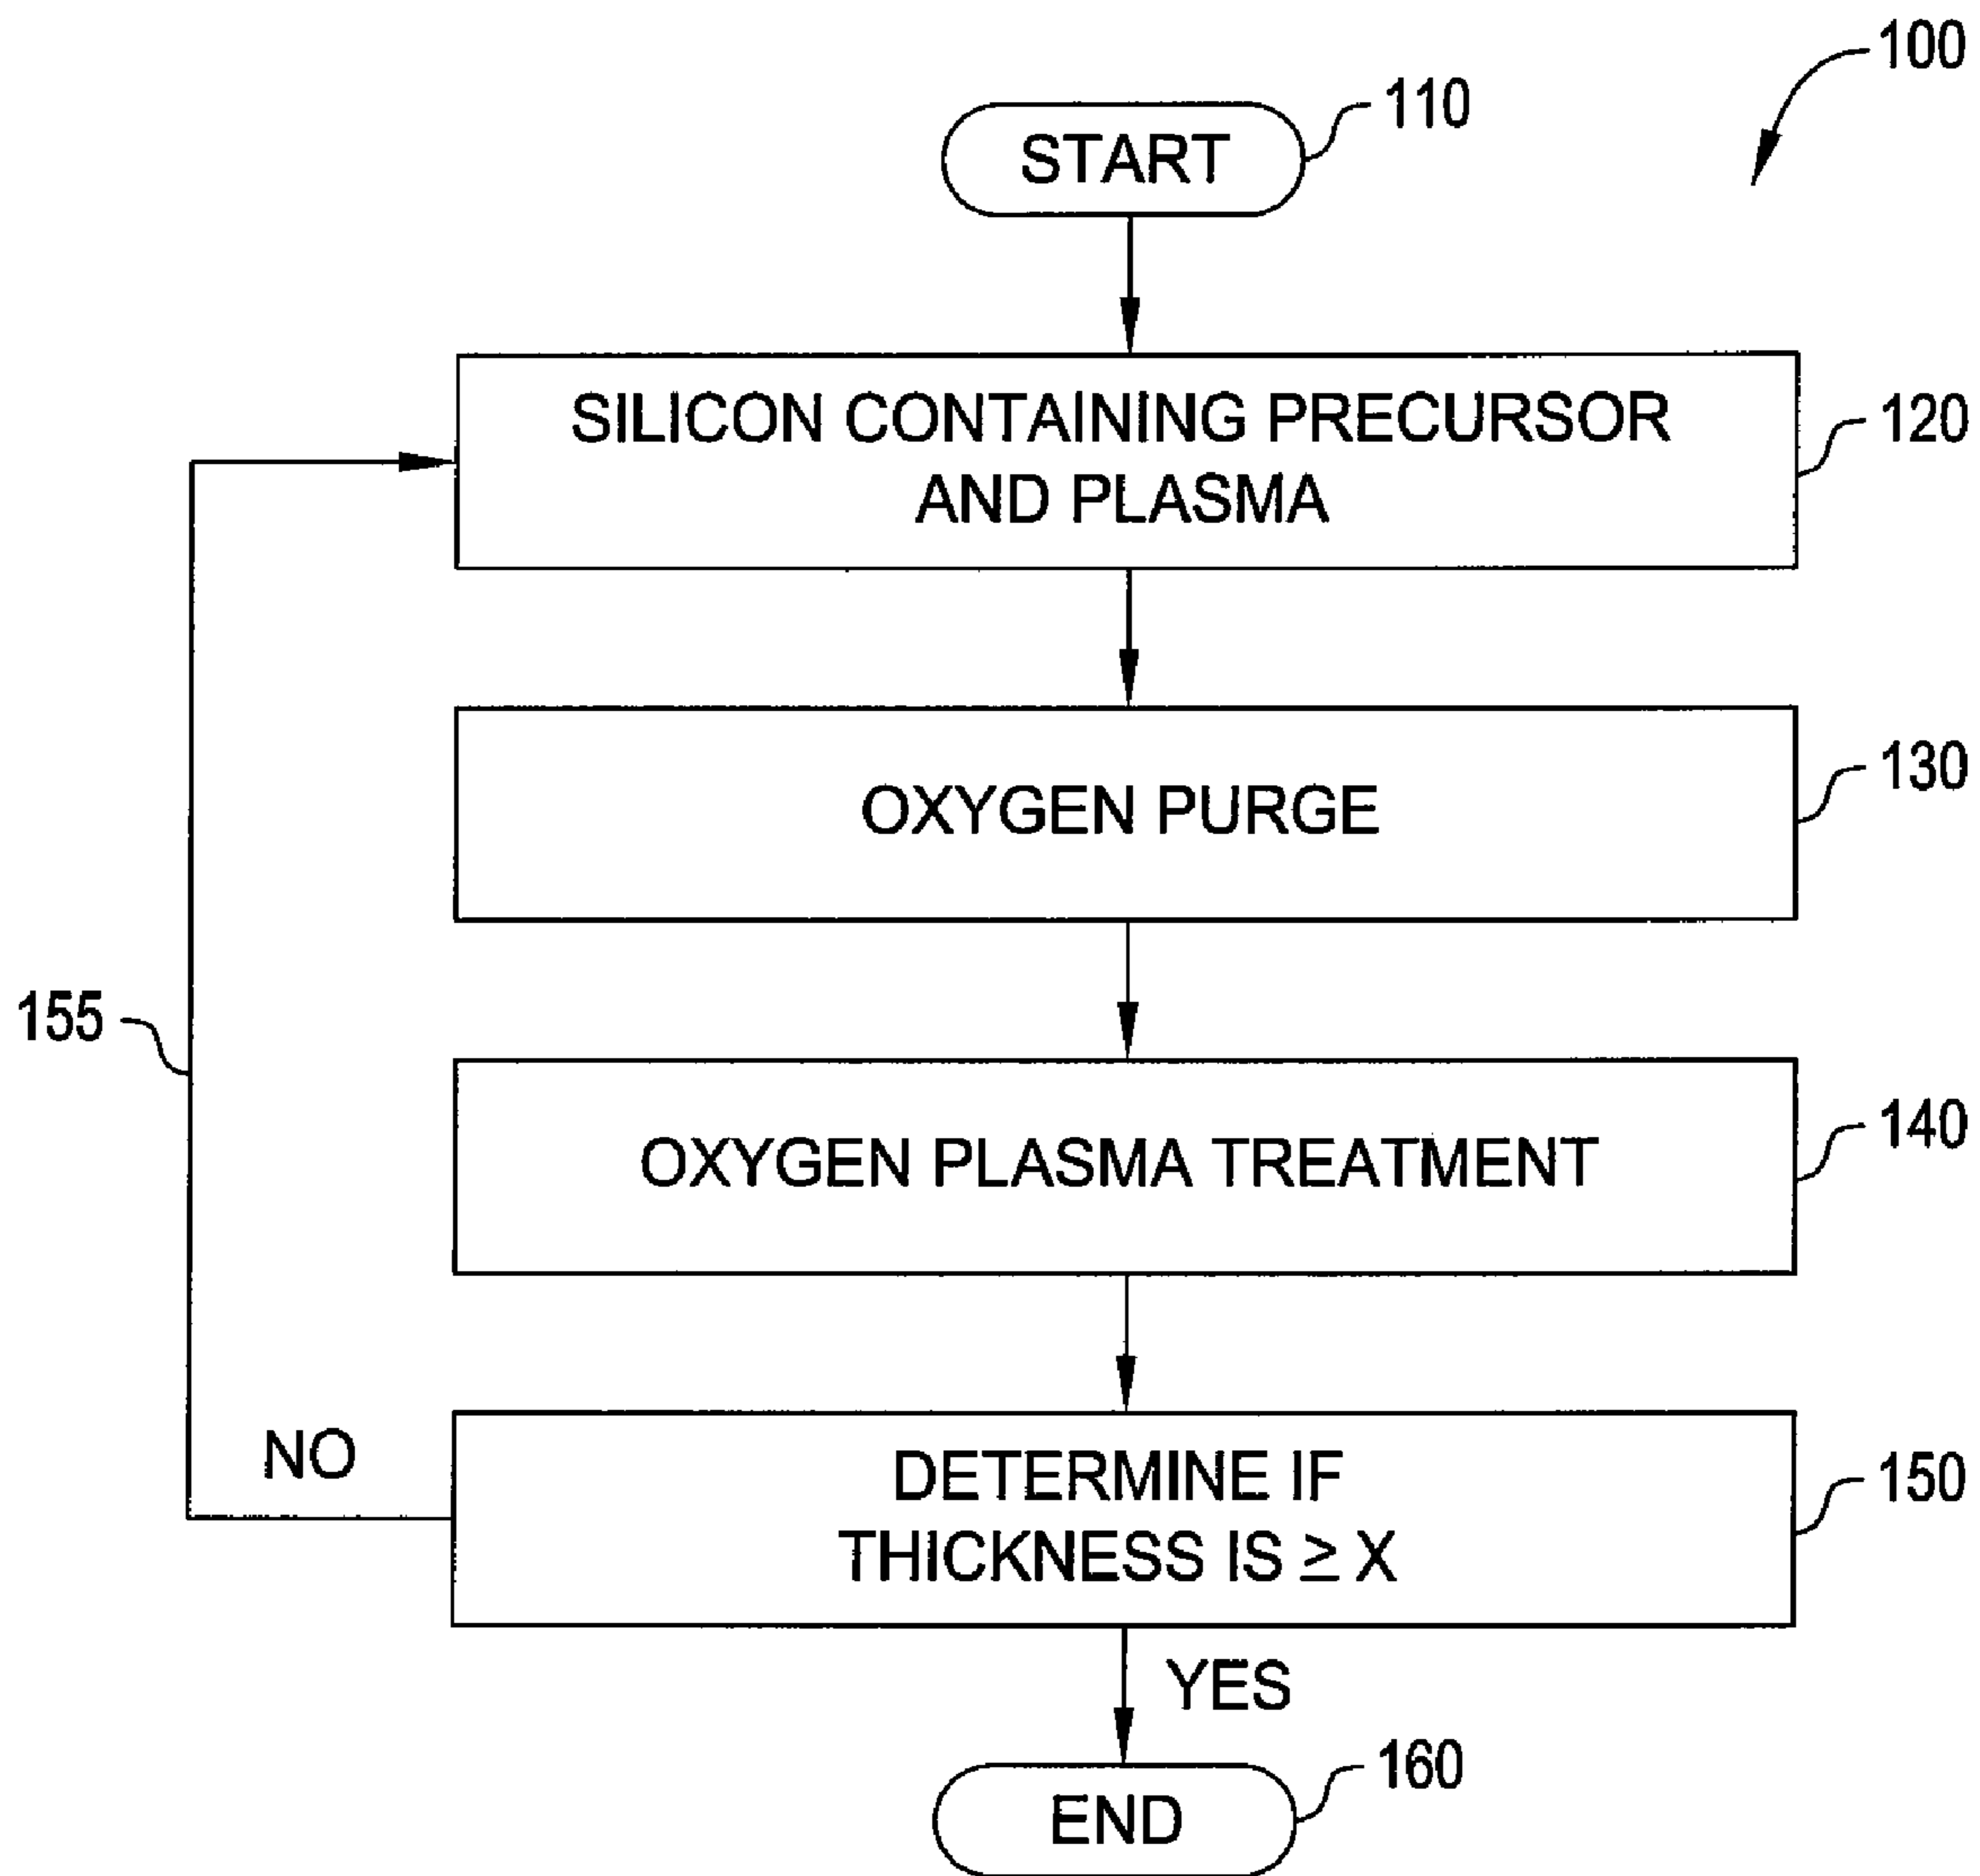 100
110
START
SILICON CONTAINING PRECURSOR
AND PLASMA
120
OXYGEN PURGE
130
155
OXYGEN PLASMA TREATMENT
140
NO
DETERMINE IF
THICKNESS IS ≥ X
150
YES
160
END